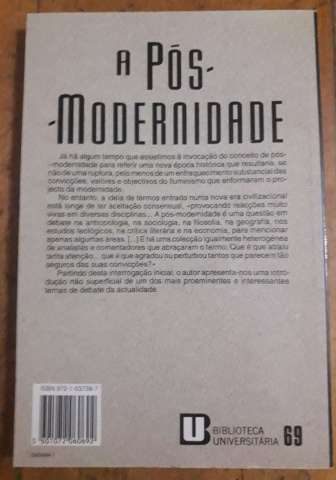 A PÓS-
-MODERNIDADE
Já há algum tempo que assistimos à invocação do conceito de pós-
-modernidade para referir uma nova época histórica que resultaria, se
não de uma ruptura, pelo menos de um enfraquecimento substancial das
convicções, valores e objectivos do Iluminismo que enformaram o pro-
jecto da modernidade.
No entanto, a ideia de termos entrado numa nova era civilizacional
está longe de ter aceitação consensual, «provocando reacções muito
vivas em diversas disciplinas... A pós-modernidade é uma questão em
debate na antropologia, na sociologia, na filosofia, na geografia, nos
estudos teológicos, na crítica literária e na economia, para mencionar
apenas algumas áreas. [...] E há uma colecção igualmente heterogénea
de analistas e comentadores que abraçaram o termo. Que é que atraiu
tanta atenção... que é que agradou ou perturbou tantos que parecem tão
seguros das suas convicções?»
Partindo desta interrogação inicial, o autor apresenta-nos uma intro-
dução não superficial de um dos mais proeminentes e interessantes
temas de debate da actualidade.
ISBN 972-1-03739-7
5 601072 060692
BIBLIOTECA
UNIVERSITÁRIA 69